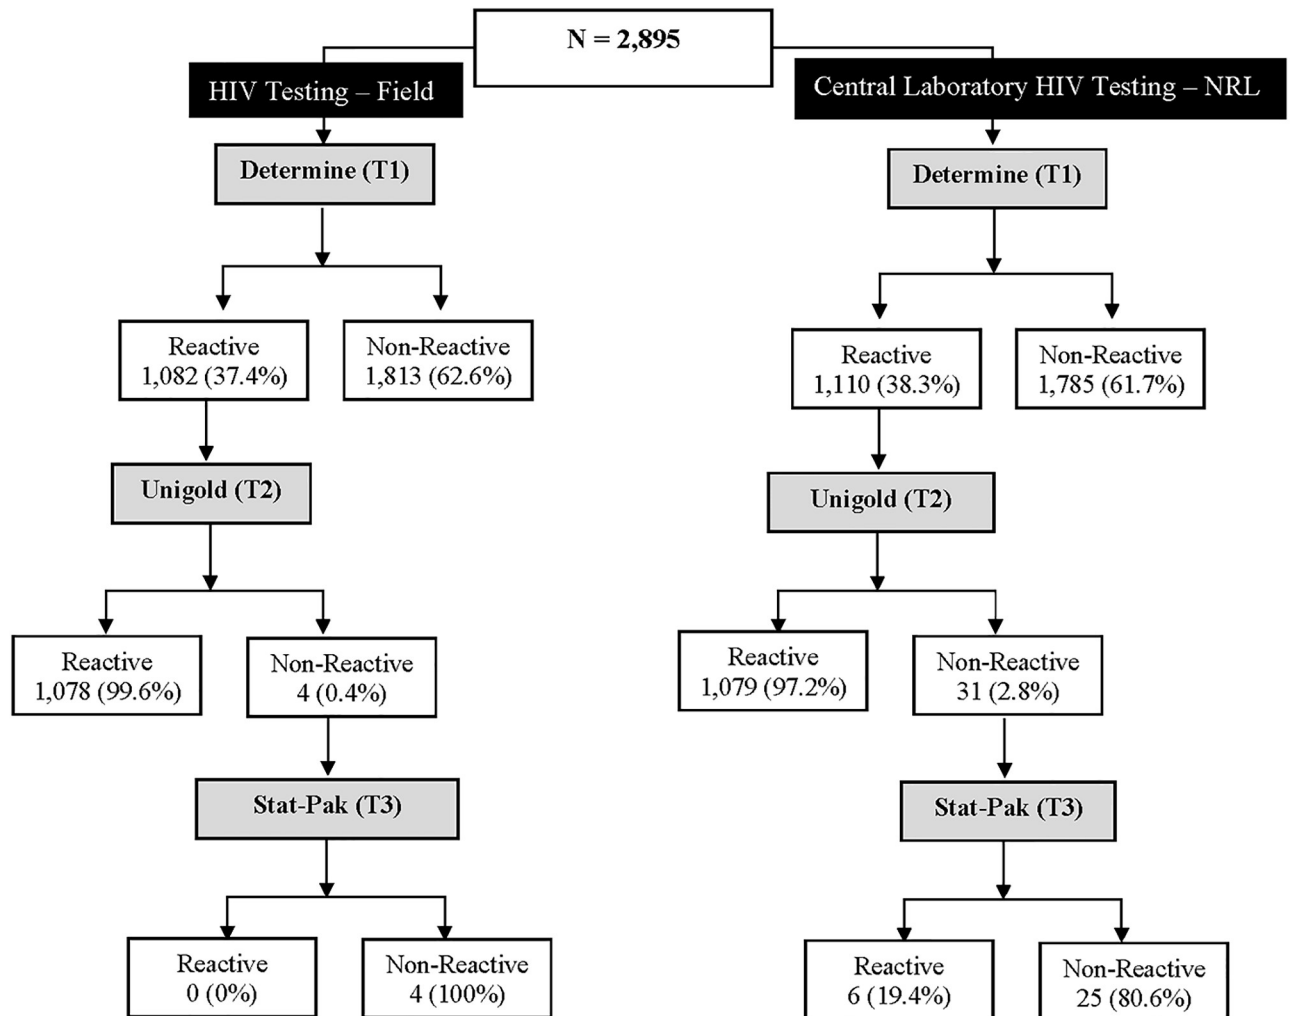 N = 2,895
HIV Testing – Field
Central Laboratory HIV Testing – NRL
Determine (T1)
Determine (T1)
Reactive
1,082 (37.4%)
Non-Reactive
1,813 (62.6%)
Reactive
1,110 (38.3%)
Non-Reactive
1,785 (61.7%)
Unigold (T2)
Unigold (T2)
Reactive
1,078 (99.6%)
Non-Reactive
4 (0.4%)
Reactive
1,079 (97.2%)
Non-Reactive
31 (2.8%)
Stat-Pak (T3)
Stat-Pak (T3)
Reactive
0 (0%)
Non-Reactive
4 (100%)
Reactive
6 (19.4%)
Non-Reactive
25 (80.6%)